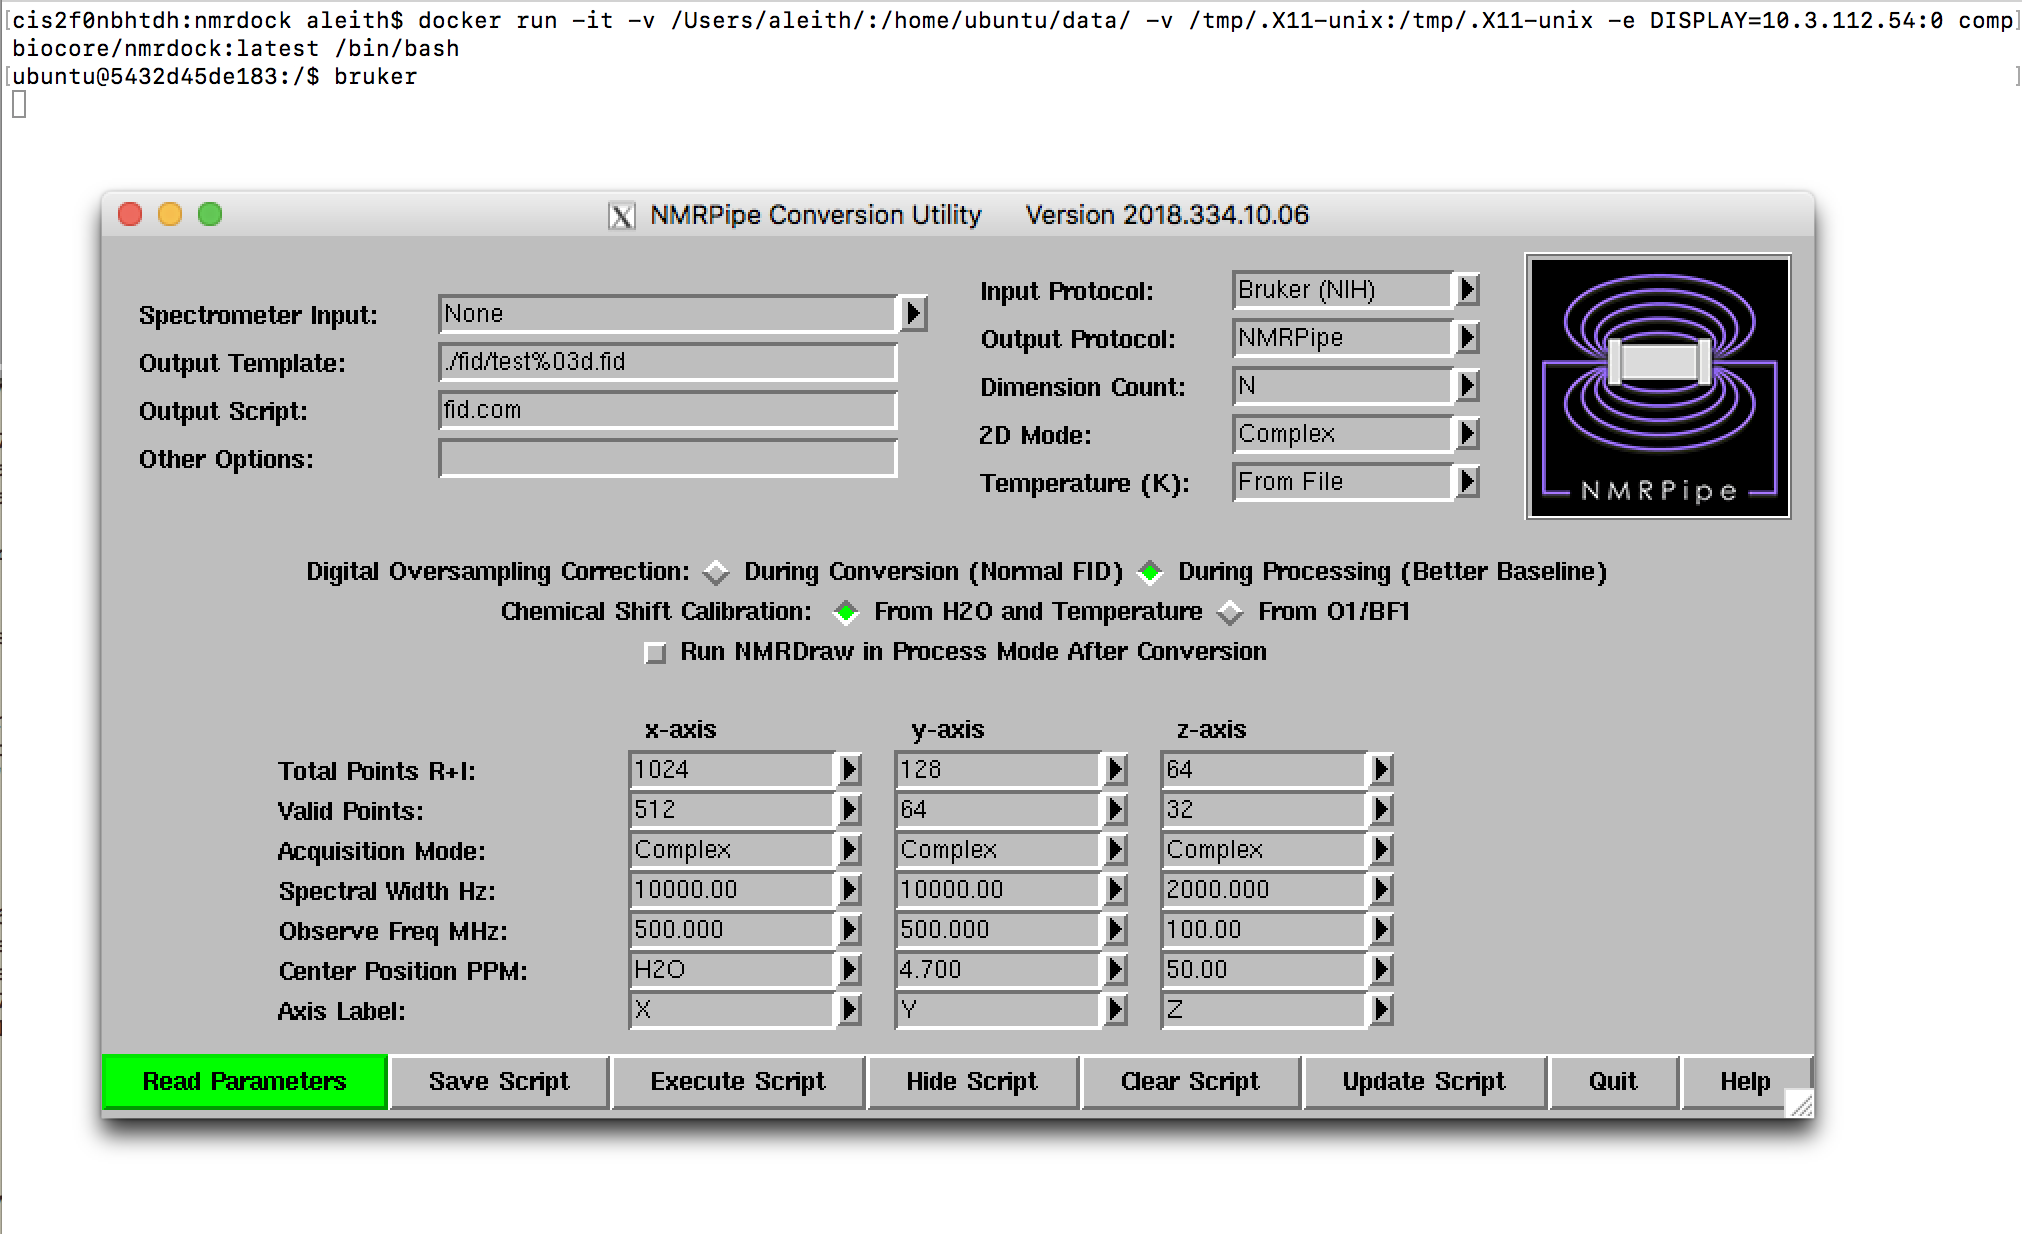 cis2f0nbhtdh:nmrdock aleith$ docker run -it -v /Users/aleith/:/home/ubuntu/data/ -v /tmp/.X11-unix:/tmp/.X11-unix -e DISPLAY=10.3.112.54:0 comp
biocore/nmrdock:latest /bin/bash
ubuntu@5432d45de183:/$ bruker
X NMRPipe Conversion Utility Version 2018.334.10.06
Spectrometer Input: None
Output Template: ./fid/test%03d.fid
Output Script: fid.com
Other Options:
Input Protocol: Bruker (NIH)
Output Protocol: NMRPipe
Dimension Count: N
2D Mode: Complex
Temperature (K): From File
NMRPipe
Digital Oversampling Correction: During Conversion (Normal FID) During Processing (Better Baseline)
Chemical Shift Calibration: From H2O and Temperature From O1/BF1
Run NMRDraw in Process Mode After Conversion
x-axis y-axis z-axis
Total Points R+I: 1024 128 64
Valid Points: 512 64 32
Acquisition Mode: Complex Complex Complex
Spectral Width Hz: 10000.00 10000.00 2000.000
Observe Freq MHz: 500.000 500.000 100.00
Center Position PPM: H2O 4.700 50.00
Axis Label: X Y Z
Read Parameters Save Script Execute Script Hide Script Clear Script Update Script Quit Help